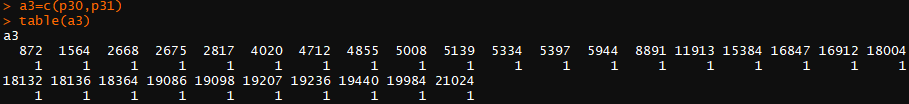 > a3=c(p30,p31)
> table(a3)
a3
872 1564 2668 2675 2817 4020 4712 4855 5008 5139 5334 5397 5944 8891 11913 15384 16847 16912 18004
1 1 1 1 1 1 1 1 1 1 1 1 1 1 1 1 1 1 1
18132 18136 18364 19086 19098 19207 19236 19440 19984 21024
1 1 1 1 1 1 1 1 1 1